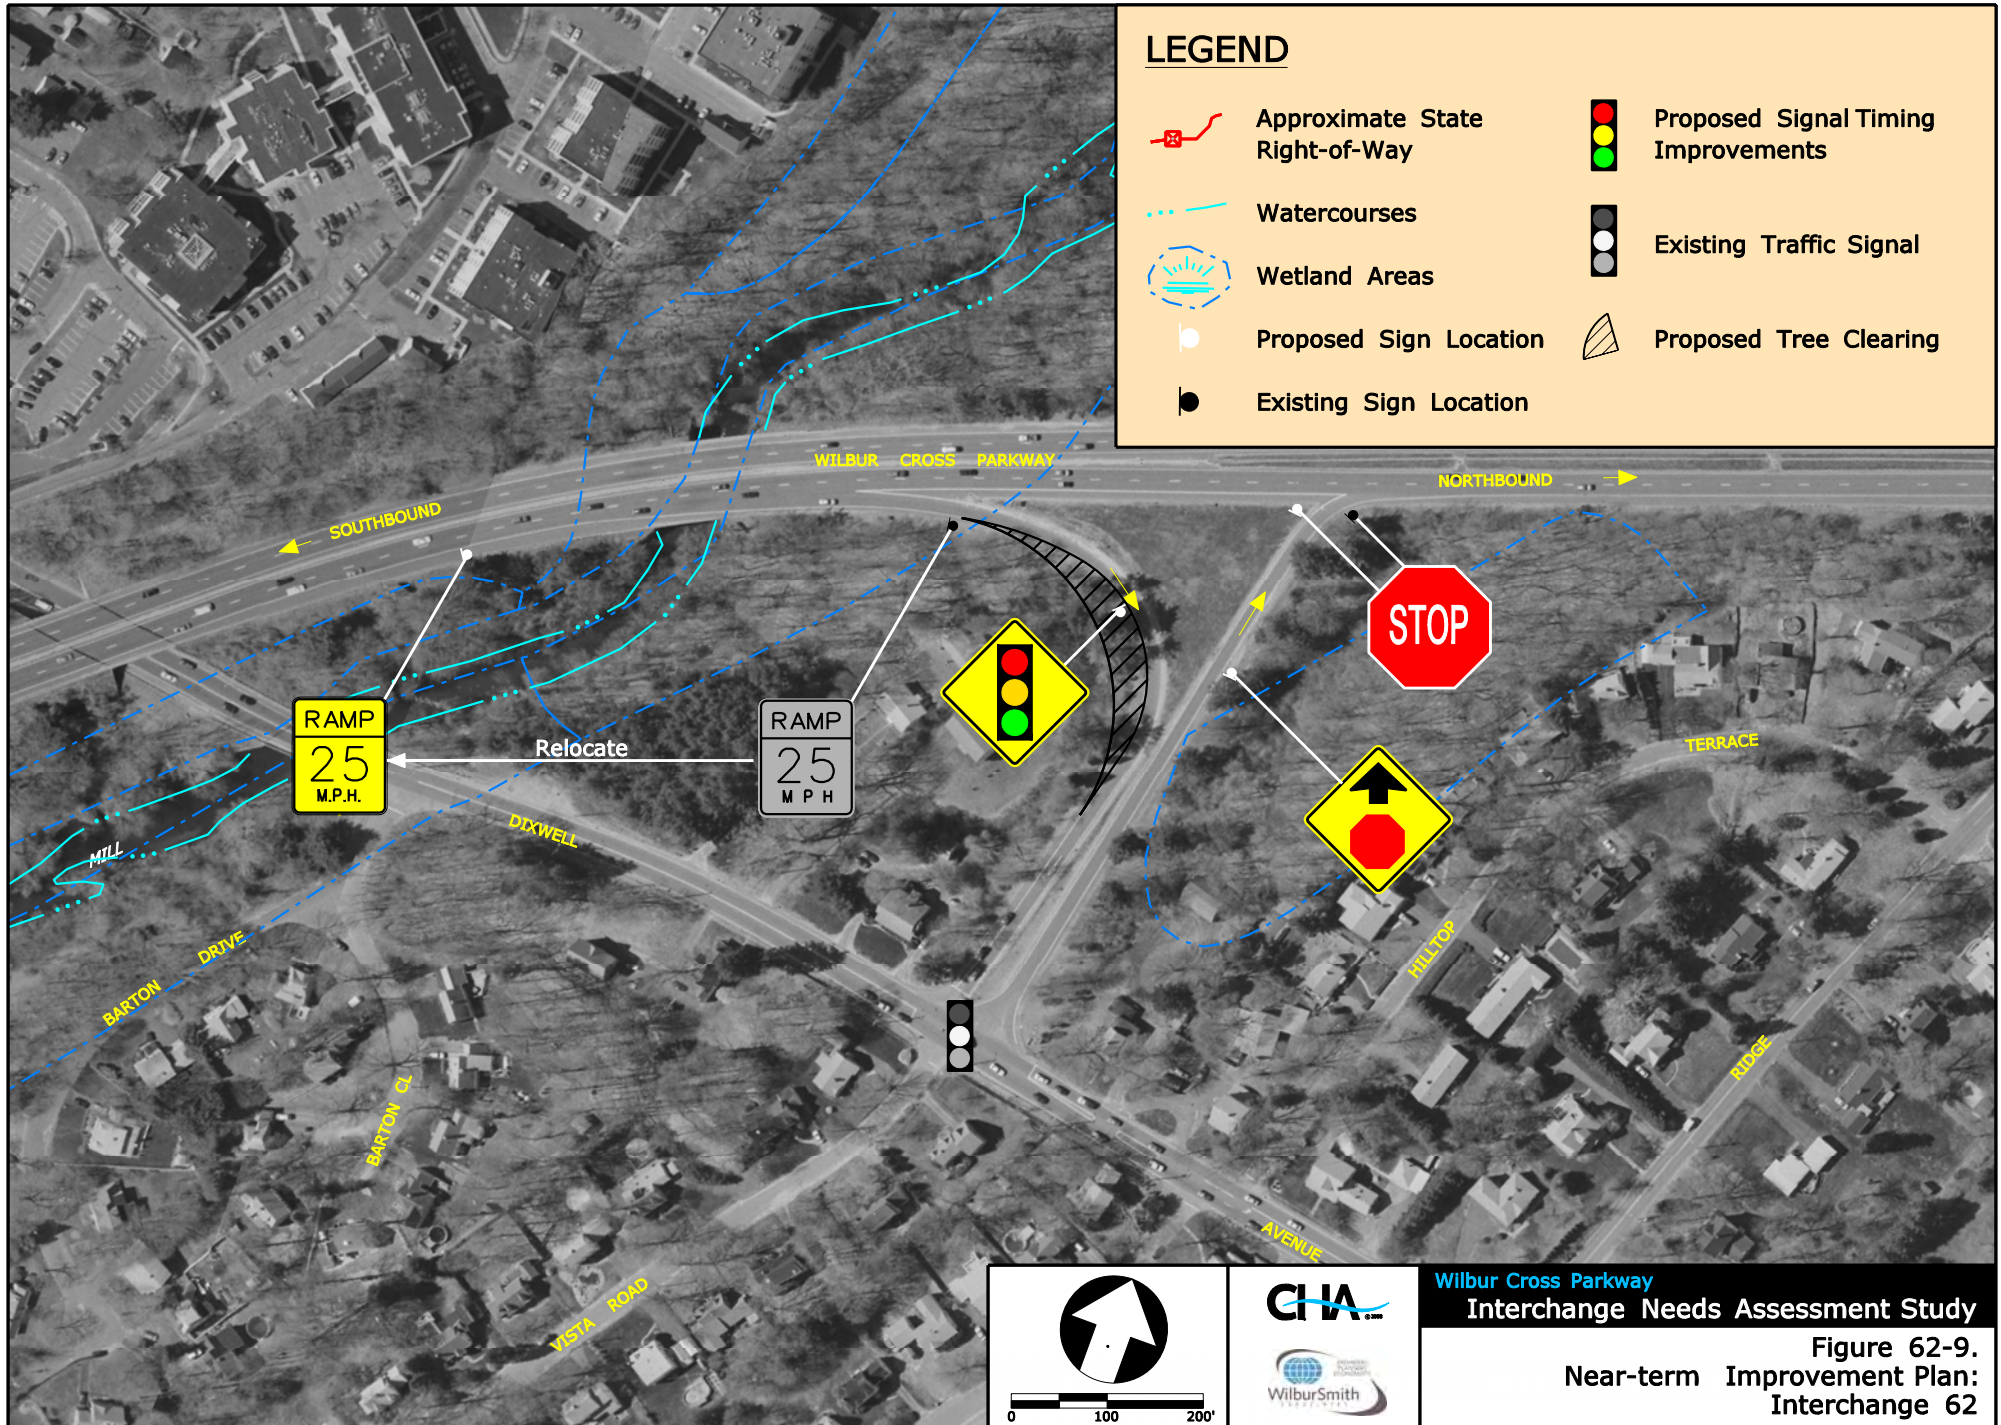 LEGEND
Approximate State
Right-of-Way
Watercourses
Wetland Areas
Proposed Sign Location
Existing Sign Location
Proposed Signal Timing
Improvements
Existing Traffic Signal
Proposed Tree Clearing
WILBUR CROSS PARKWAY
NORTHBOUND
SOUTHBOUND
STOP
RAMP
25
M.P.H.
Relocate
RAMP
25
M P H
TERRACE
DIXWELL
MILL
BARTON DRIVE
HILLTOP
RIDGE
BARTON CL
AVENUE
VISTA ROAD
0 100 200'
CHA
WilburSmith
ASSOCIATES
Wilbur Cross Parkway
Interchange Needs Assessment Study
Figure 62-9.
Near-term Improvement Plan:
Interchange 62